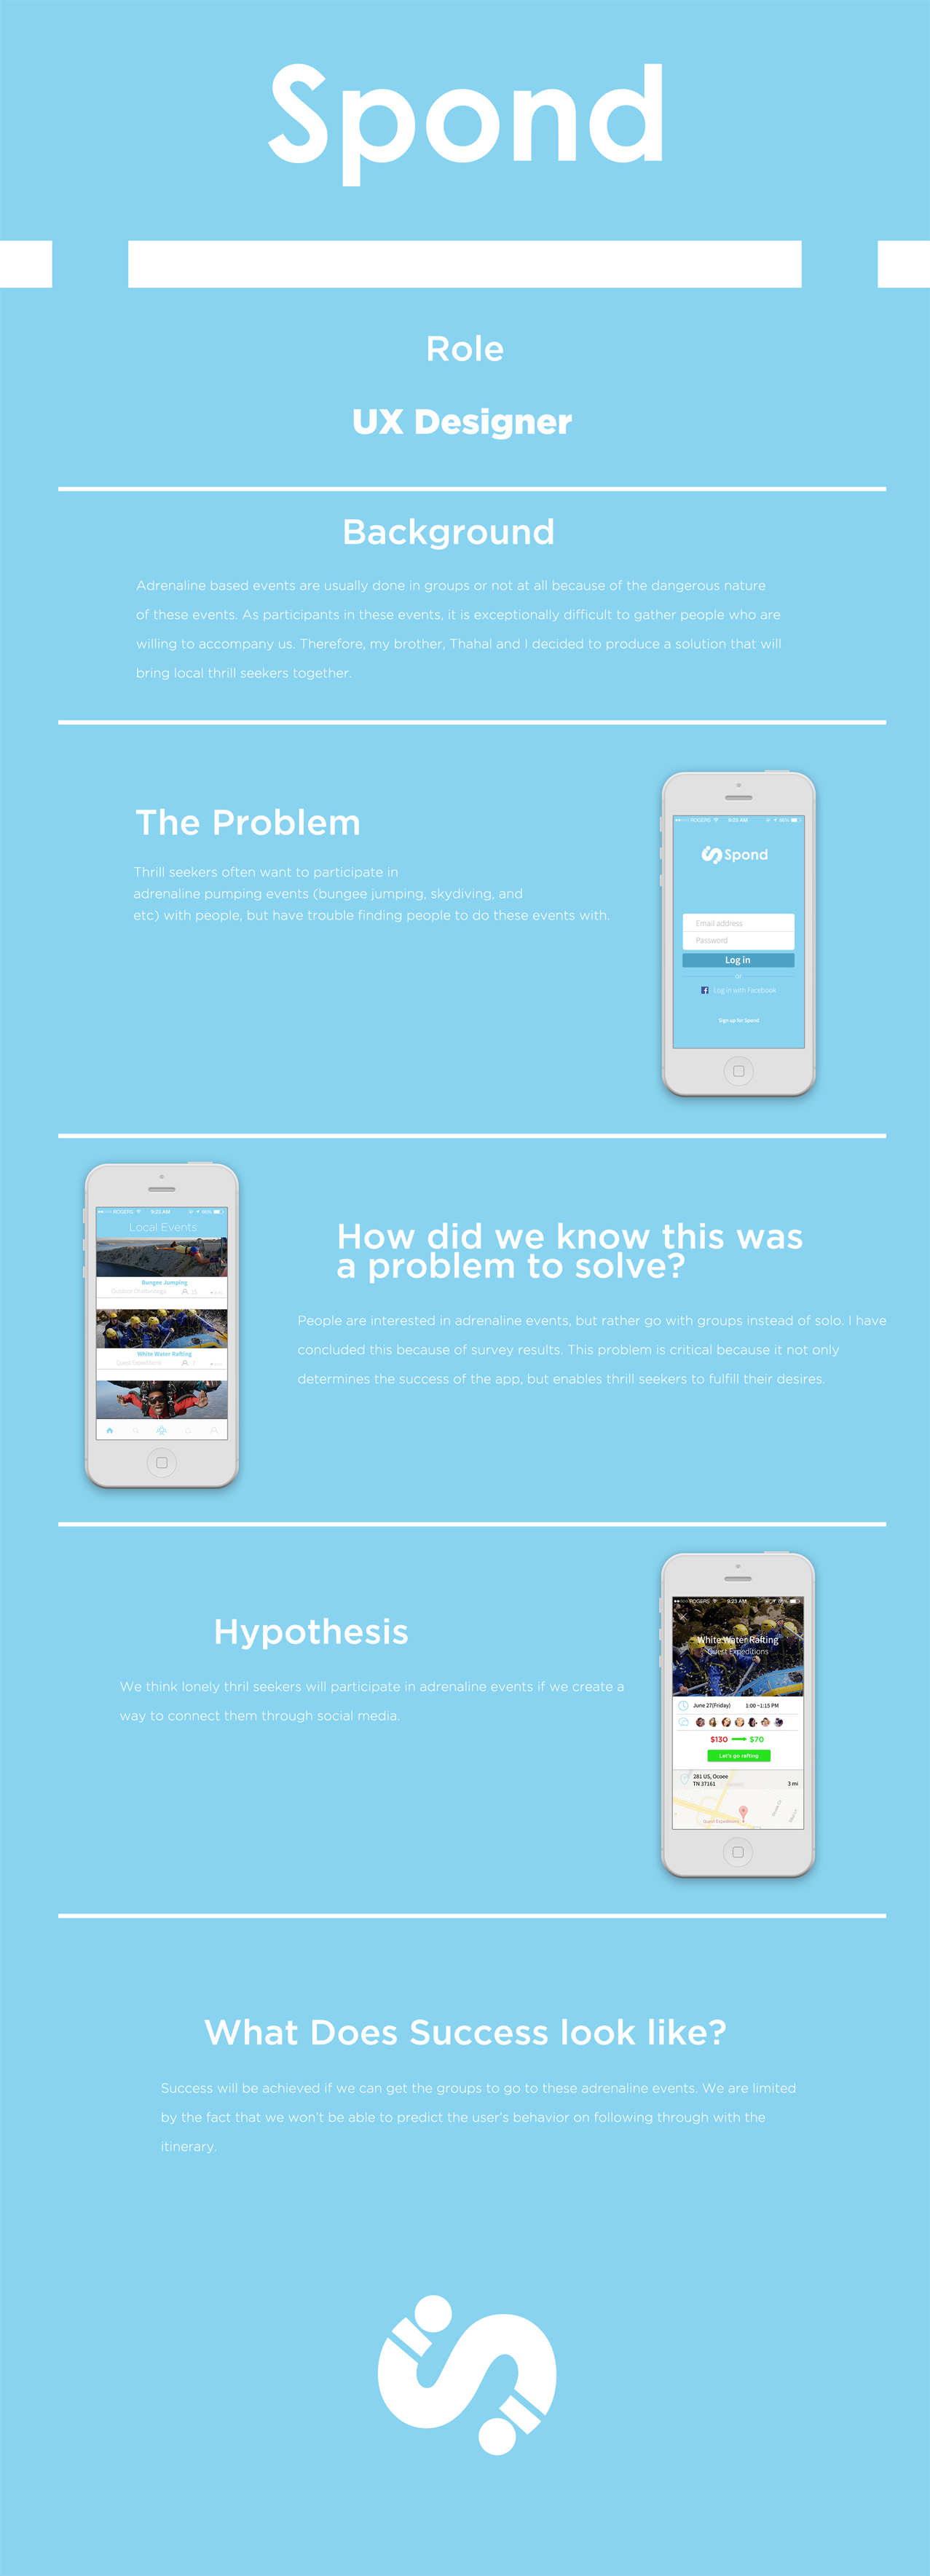 Spond
Role
UX Designer
Background
Adrenaline based events are usually done in groups or not at all because of the dangerous nature
of these events. As participants in these events, it is exceptionally difficult to gather people who are
willing to accompany us. Therefore, my brother, Thahal and I decided to produce a solution that will
bring local thrill seekers together.
The Problem
Thrill seekers often want to participate in
adrenaline pumping events (bungee jumping, skydiving, and
etc) with people, but have trouble finding people to do these events with.
ROGERS 9:23 AM
Spond
Email address
Password
Log in
or
Log in with Facebook
Sign up for Spond
ROGERS 9:23 AM
Local Events
Bungee Jumping
Outdoor Chattanooga
White Water Rafting
Quest Expeditions
How did we know this was
a problem to solve?
People are interested in adrenaline events, but rather go with groups instead of solo. I have
concluded this because of survey results. This problem is critical because it not only
determines the success of the app, but enables thrill seekers to fulfill their desires.
Hypothesis
We think lonely thril seekers will participate in adrenaline events if we create a
way to connect them through social media.
ROGERS 9:23 AM
White Water Rafting
Quest Expeditions
June 27(Friday) 1:00 -1:15 PM
$130 $70
Let's go rafting
281 US, Ocoee
TN 37361 3 mi
Quest Expeditions
What Does Success look like?
Success will be achieved if we can get the groups to go to these adrenaline events. We are limited
by the fact that we won't be able to predict the user's behavior on following through with the
itinerary.